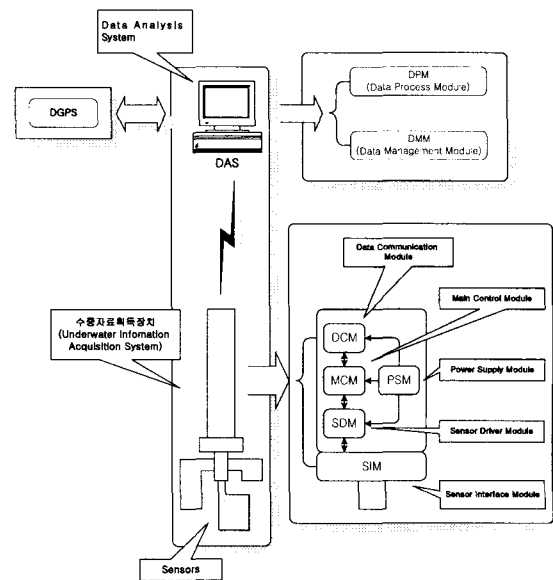 Data Analysis
System
DGPS
DAS
DPM
(Data Process Module)
DMM
(Data Management Module)
Data Communication
Module
수중자료획득장치
(Underwater Infomation
Acquisition System)
Main Control Module
DCM
MCM
PSM
Power Supply Module
SDM
Sensor Driver Module
SIM
Sensor Interface Module
Sensors